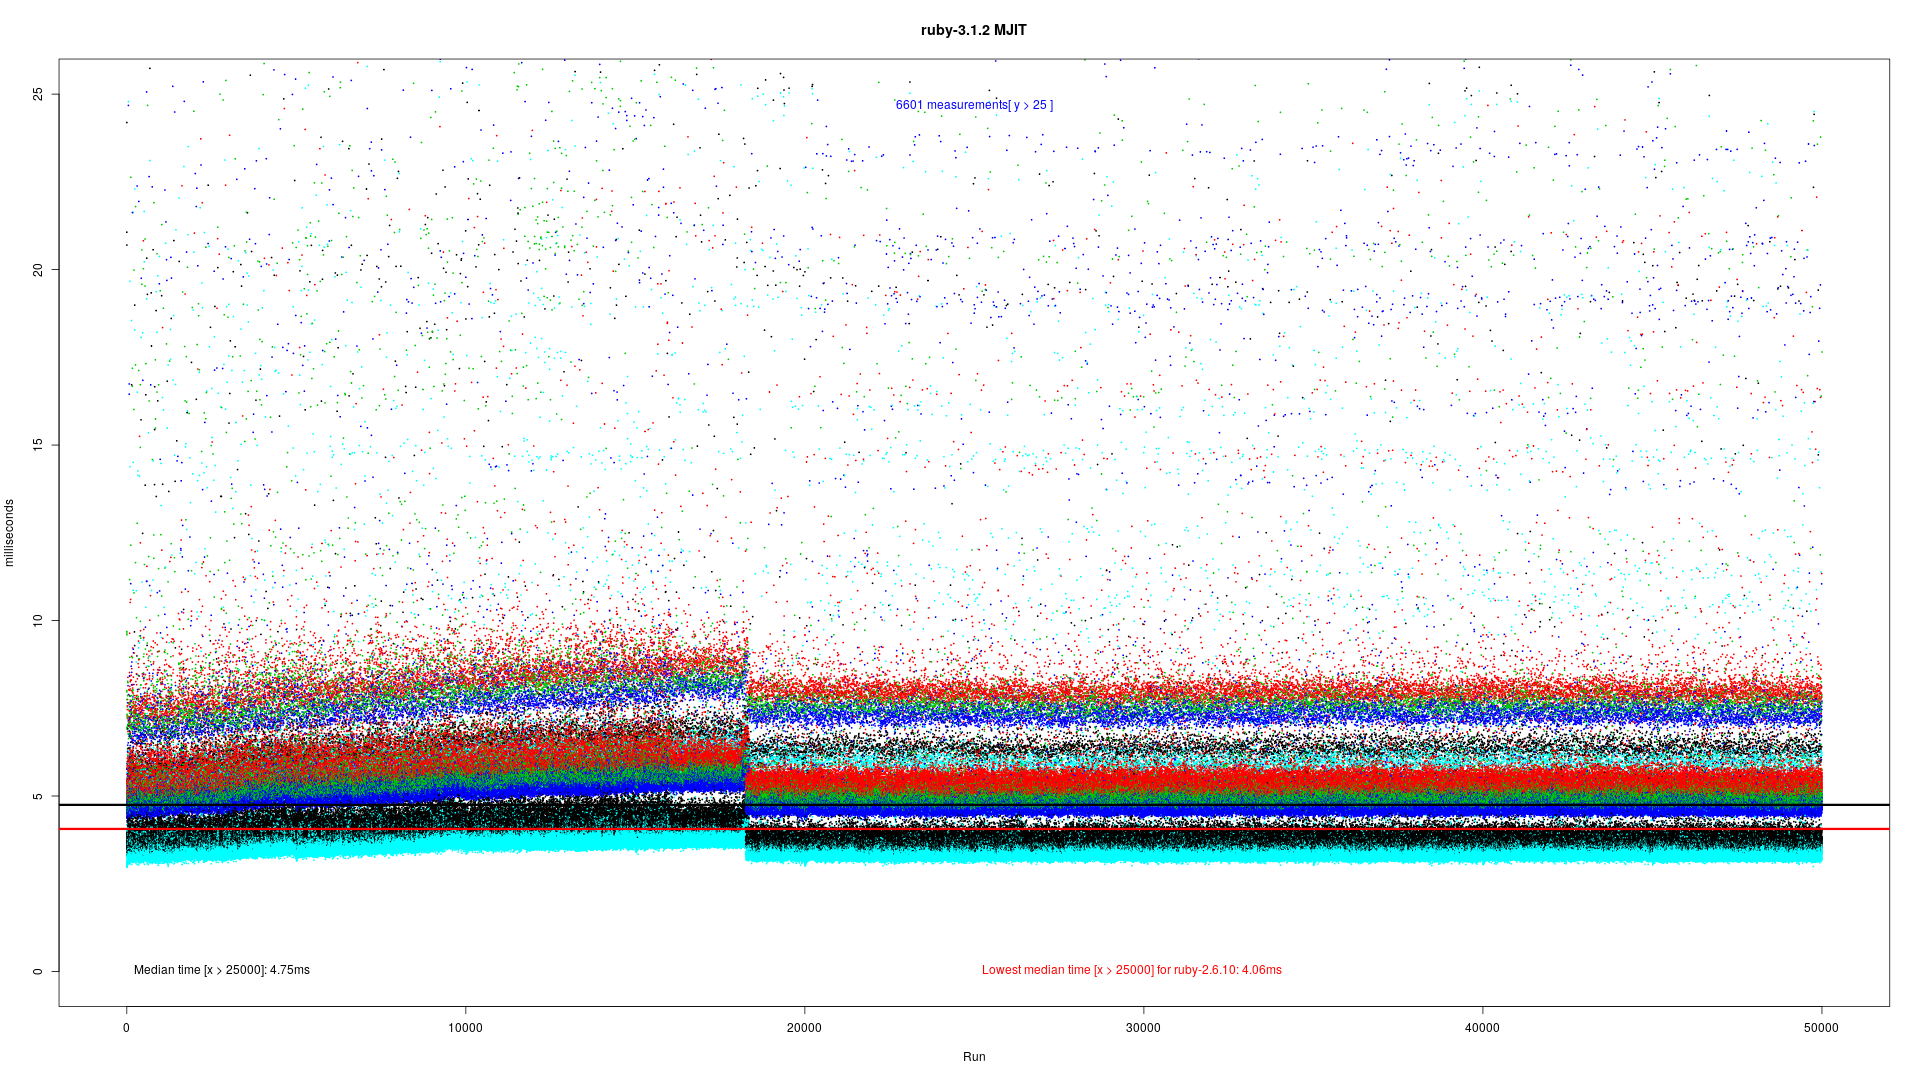 ruby-3.1.2 MJIT
6601 measurements[ y > 25 ]
milliseconds
25
20
15
10
5
0
Median time [x > 25000]: 4.75ms
Lowest median time [x > 25000] for ruby-2.6.10: 4.06ms
0
10000
20000
30000
40000
50000
Run